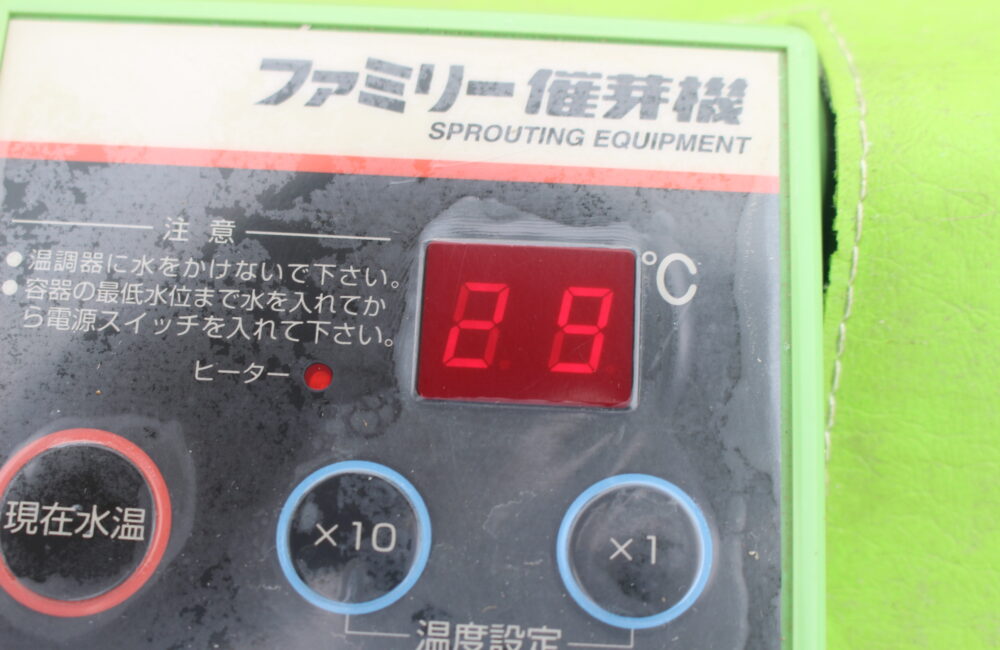 ファミリー催芽機
SPROUTING EQUIPMENT
注意
●温調器に水をかけないで下さい。
●容器の最低水位まで水を入れてか
ら電源スイッチを入れて下さい。
28 ℃
ヒーター
現在水温
×10
×1
温度設定